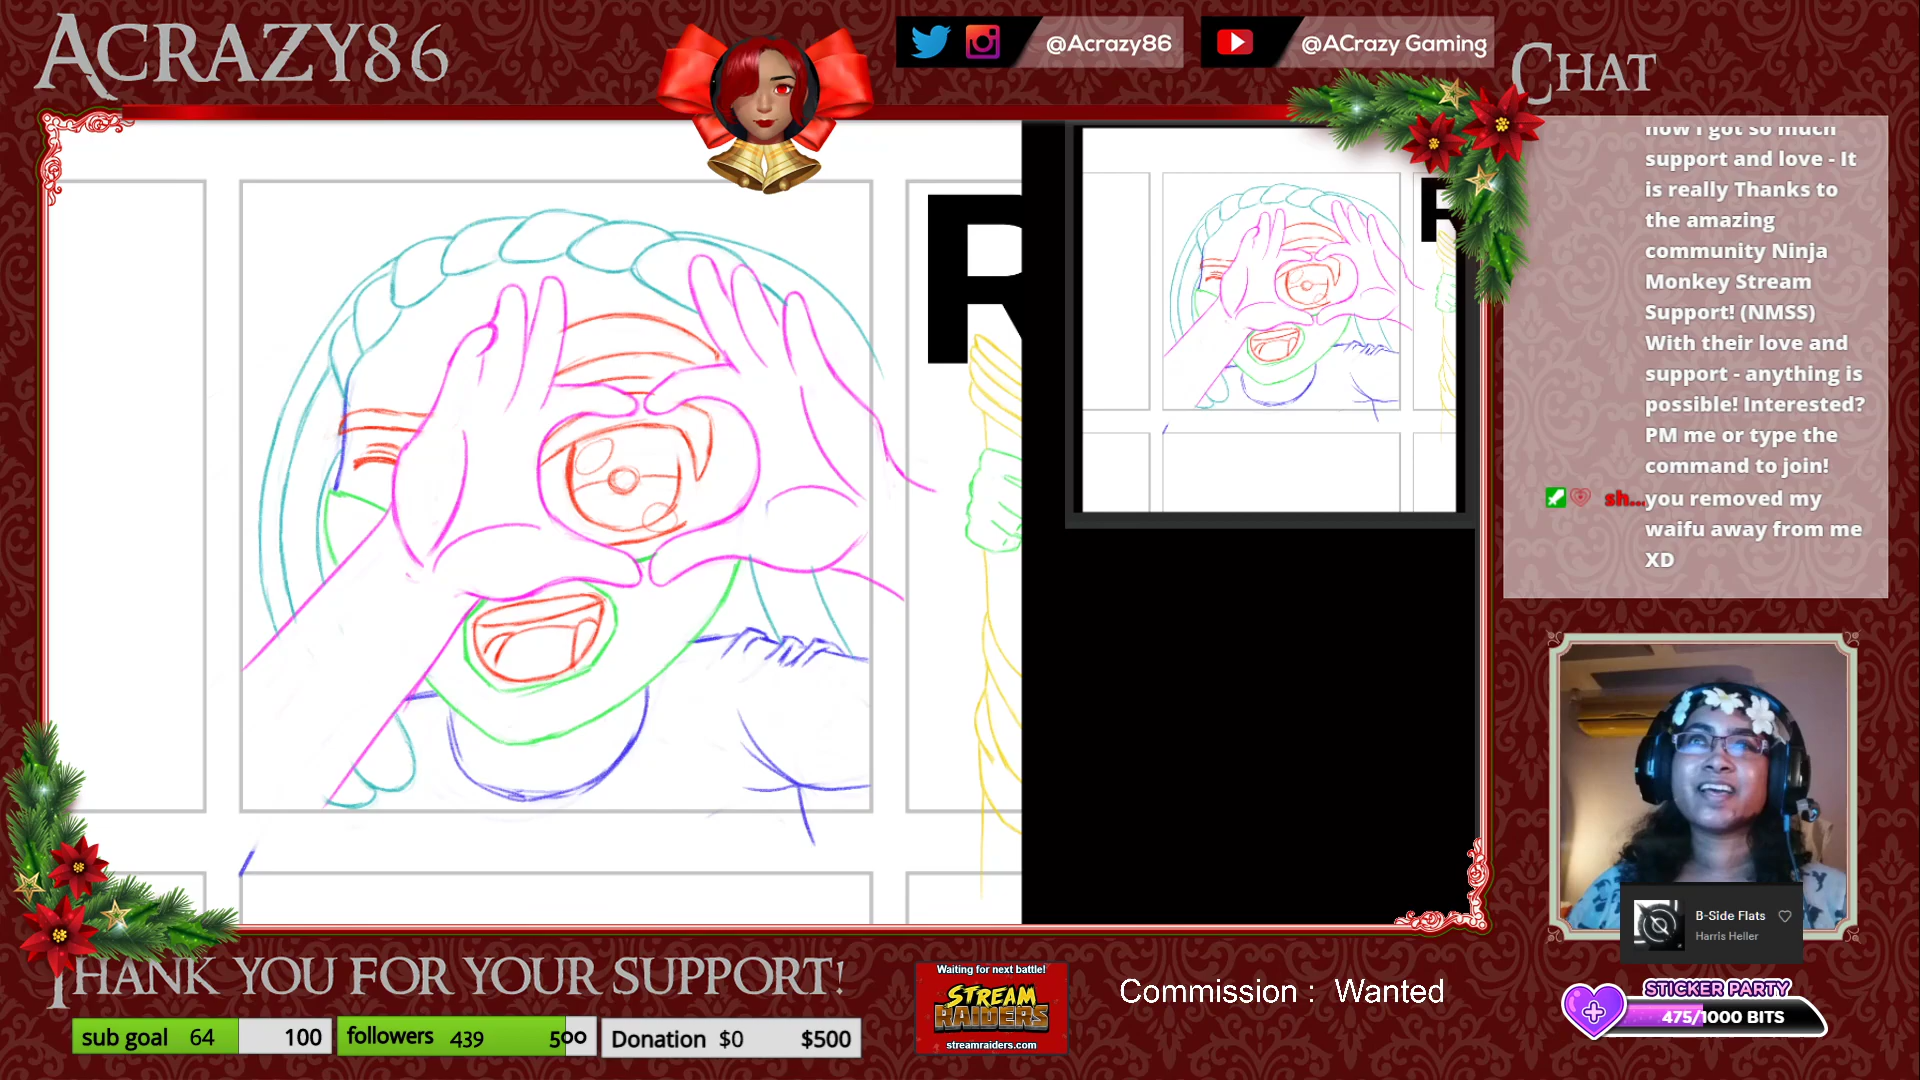 ACRAZY86
@Acrazy86
@ACrazy Gaming
CHAT
how i got so much
support and love - It
is really Thanks to
the amazing
community Ninja
Monkey Stream
Support! (NMSS)
With their love and
support - anything is
possible! Interested?
PM me or type the
command to join!
sh... you removed my
waifu away from me
XD
R
R
B-Side Flats
Harris Heller
THANK YOU FOR YOUR SUPPORT!
sub goal 64 100
followers 439 500
Donation $0 $500
Waiting for next battle!
STREAM
RAIDERS
streamraiders.com
Commission : Wanted
STICKER PARTY
475/1000 BITS